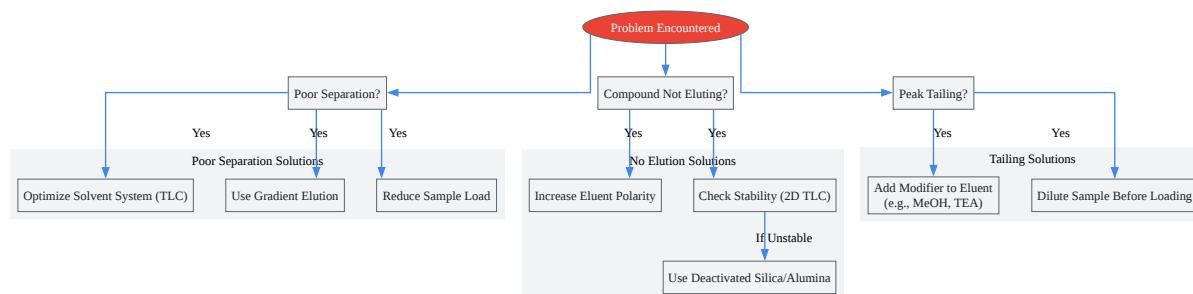 Problem Encountered
Poor Separation?
Compound Not Eluting?
Peak Tailing?
Yes
Yes
Yes
Yes
Yes
Yes
Yes
Poor Separation Solutions
No Elution Solutions
Tailing Solutions
Optimize Solvent System (TLC)
Use Gradient Elution
Reduce Sample Load
Increase Eluent Polarity
Check Stability (2D TLC)
Add Modifier to Eluent
(e.g., MeOH, TEA)
Dilute Sample Before Loading
If Unstable
Use Deactivated Silica/Alumina